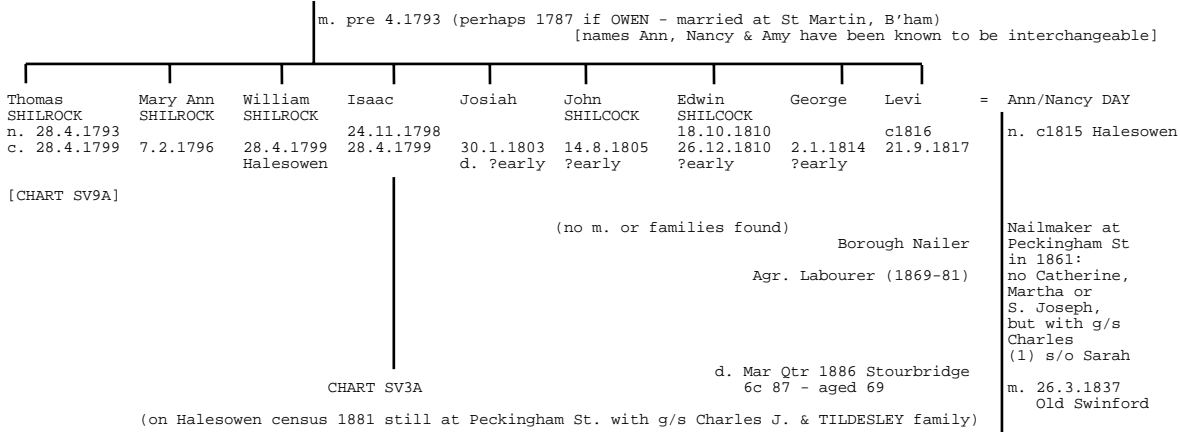 m. pre 4.1793 (perhaps 1787 if OWEN - married at St Martin, B'ham)
[names Ann, Nancy & Amy have been known to be interchangeable]
Thomas Mary Ann William Isaac Josiah John Edwin George Levi = Ann/Nancy DAY
SHILROCK SHILROCK SHILROCK SHILCOCK SHILCOCK
n. 28.4.1793 24.11.1798 18.10.1810 c1816 n. c1815 Halesowen
c. 28.4.1799 7.2.1796 28.4.1799 28.4.1799 30.1.1803 14.8.1805 26.12.1810 2.1.1814 21.9.1817
Halesowen d. ?early ?early ?early ?early
[CHART SV9A]
(no m. or families found) Nailmaker at
Borough Nailer Peckingham St
in 1861:
Agr. Labourer (1869-81) no Catherine,
Martha or
S. Joseph,
but with g/s
Charles
(1) s/o Sarah
d. Mar Qtr 1886 Stourbridge
CHART SV3A 6c 87 - aged 69 m. 26.3.1837
Old Swinford
(on Halesowen census 1881 still at Peckingham St. with g/s Charles J. & TILDESLEY family)